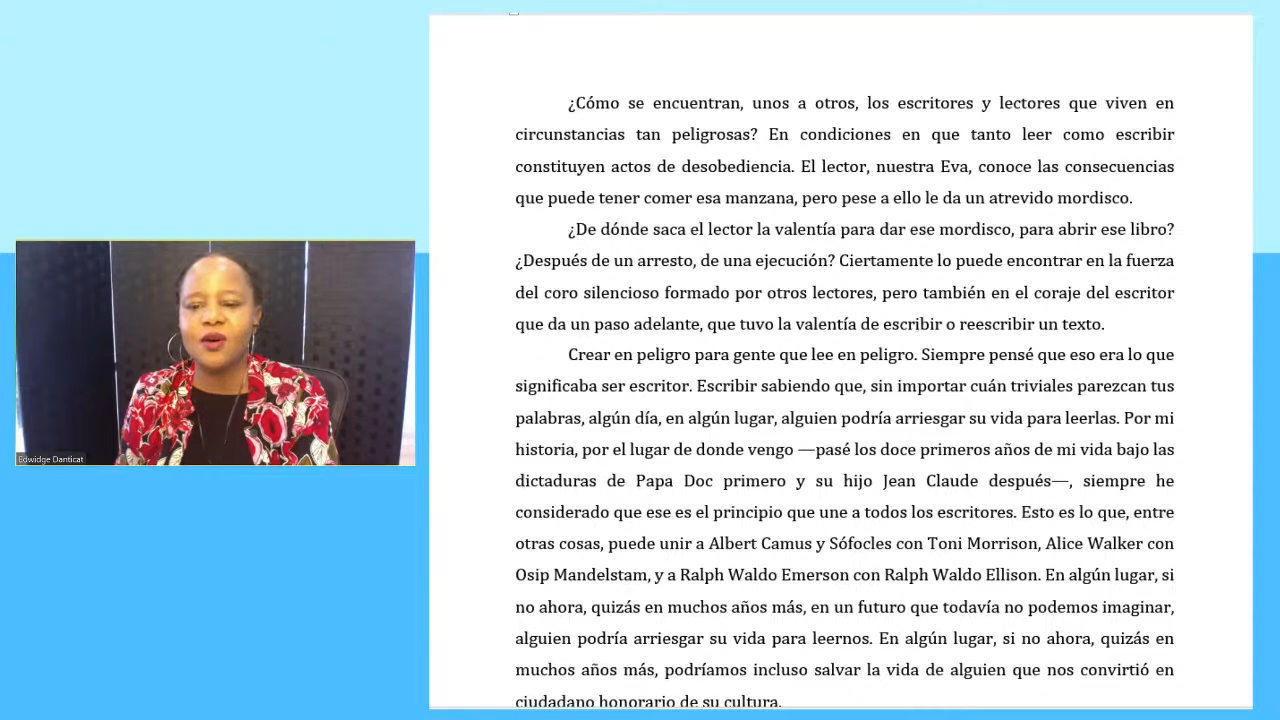 ¿Cómo se encuentran, unos a otros, los escritores y lectores que viven en
circunstancias tan peligrosas? En condiciones en que tanto leer como escribir
constituyen actos de desobediencia. El lector, nuestra Eva, conoce las consecuencias
que puede tener comer esa manzana, pero pese a ello le da un atrevido mordisco.
¿De dónde saca el lector la valentía para dar ese mordisco, para abrir ese libro?
¿Después de un arresto, de una ejecución? Ciertamente lo puede encontrar en la fuerza
del coro silencioso formado por otros lectores, pero también en el coraje del escritor
que da un paso adelante, que tuvo la valentía de escribir o reescribir un texto.
Crear en peligro para gente que lee en peligro. Siempre pensé que eso era lo que
significaba ser escritor. Escribir sabiendo que, sin importar cuán triviales parezcan tus
palabras, algún día, en algún lugar, alguien podría arriesgar su vida para leerlas. Por mi
historia, por el lugar de donde vengo —pasé los doce primeros años de mi vida bajo las
dictaduras de Papa Doc primero y su hijo Jean Claude después—, siempre he
considerado que ese es el principio que une a todos los escritores. Esto es lo que, entre
otras cosas, puede unir a Albert Camus y Sófocles con Toni Morrison, Alice Walker con
Osip Mandelstam, y a Ralph Waldo Emerson con Ralph Waldo Ellison. En algún lugar, si
no ahora, quizás en muchos años más, en un futuro que todavía no podemos imaginar,
alguien podría arriesgar su vida para leernos. En algún lugar, si no ahora, quizás en
muchos años más, podríamos incluso salvar la vida de alguien que nos convirtió en
ciudadano honorario de su cultura.
Edwidge Danticat